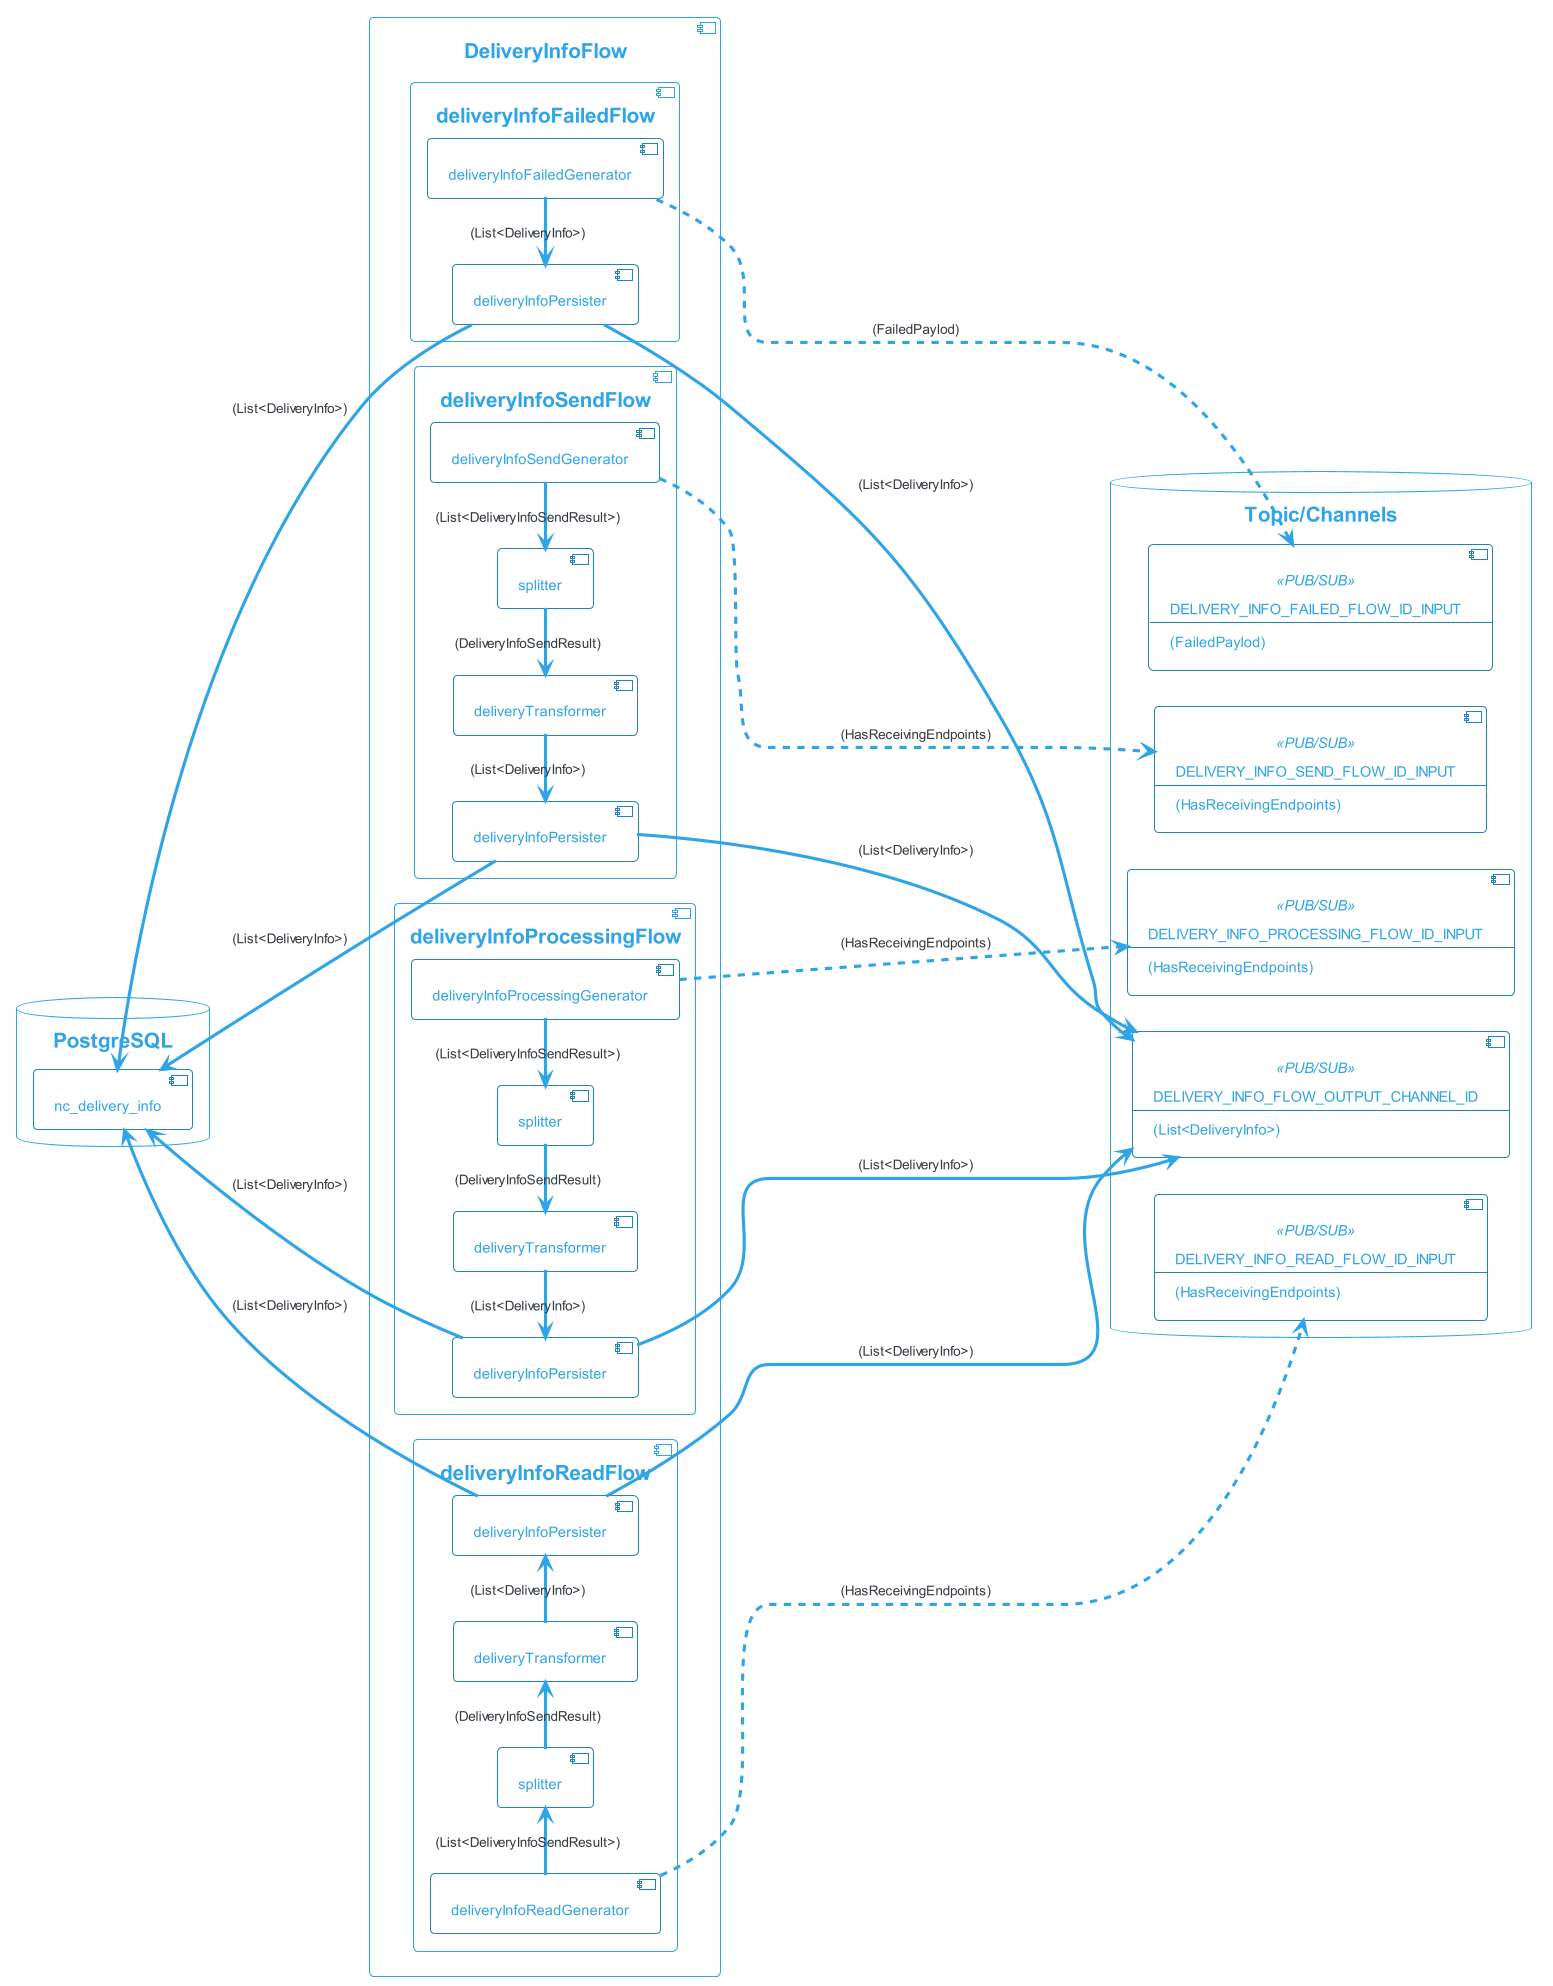 DeliveryInfoFlow
deliveryInfoFailedFlow
deliveryInfoFailedGenerator
(List<DeliveryInfo>)
deliveryInfoPersister
(FailedPaylod)
(List<DeliveryInfo>)
deliveryInfoSendFlow
deliveryInfoSendGenerator
(List<DeliveryInfo>)
(List<DeliveryInfoSendResult>)
splitter
(DeliveryInfoSendResult)
deliveryTransformer
(HasReceivingEndpoints)
(List<DeliveryInfo>)
deliveryInfoPersister
(List<DeliveryInfo>)
(List<DeliveryInfo>)
deliveryInfoProcessingFlow
(HasReceivingEndpoints)
deliveryInfoProcessingGenerator
(List<DeliveryInfoSendResult>)
splitter
(DeliveryInfoSendResult)
deliveryTransformer
(List<DeliveryInfo>)
deliveryInfoPersister
(List<DeliveryInfo>)
(List<DeliveryInfo>)
(List<DeliveryInfo>)
(List<DeliveryInfo>)
deliveryInfoReadFlow
deliveryInfoPersister
(List<DeliveryInfo>)
(HasReceivingEndpoints)
deliveryTransformer
(DeliveryInfoSendResult)
splitter
(List<DeliveryInfoSendResult>)
deliveryInfoReadGenerator
PostgreSQL
nc_delivery_info
Topic/Channels
«PUB/SUB»
DELIVERY_INFO_FAILED_FLOW_ID_INPUT
(FailedPaylod)
«PUB/SUB»
DELIVERY_INFO_SEND_FLOW_ID_INPUT
(HasReceivingEndpoints)
«PUB/SUB»
DELIVERY_INFO_PROCESSING_FLOW_ID_INPUT
(HasReceivingEndpoints)
«PUB/SUB»
DELIVERY_INFO_FLOW_OUTPUT_CHANNEL_ID
(List<DeliveryInfo>)
«PUB/SUB»
DELIVERY_INFO_READ_FLOW_ID_INPUT
(HasReceivingEndpoints)